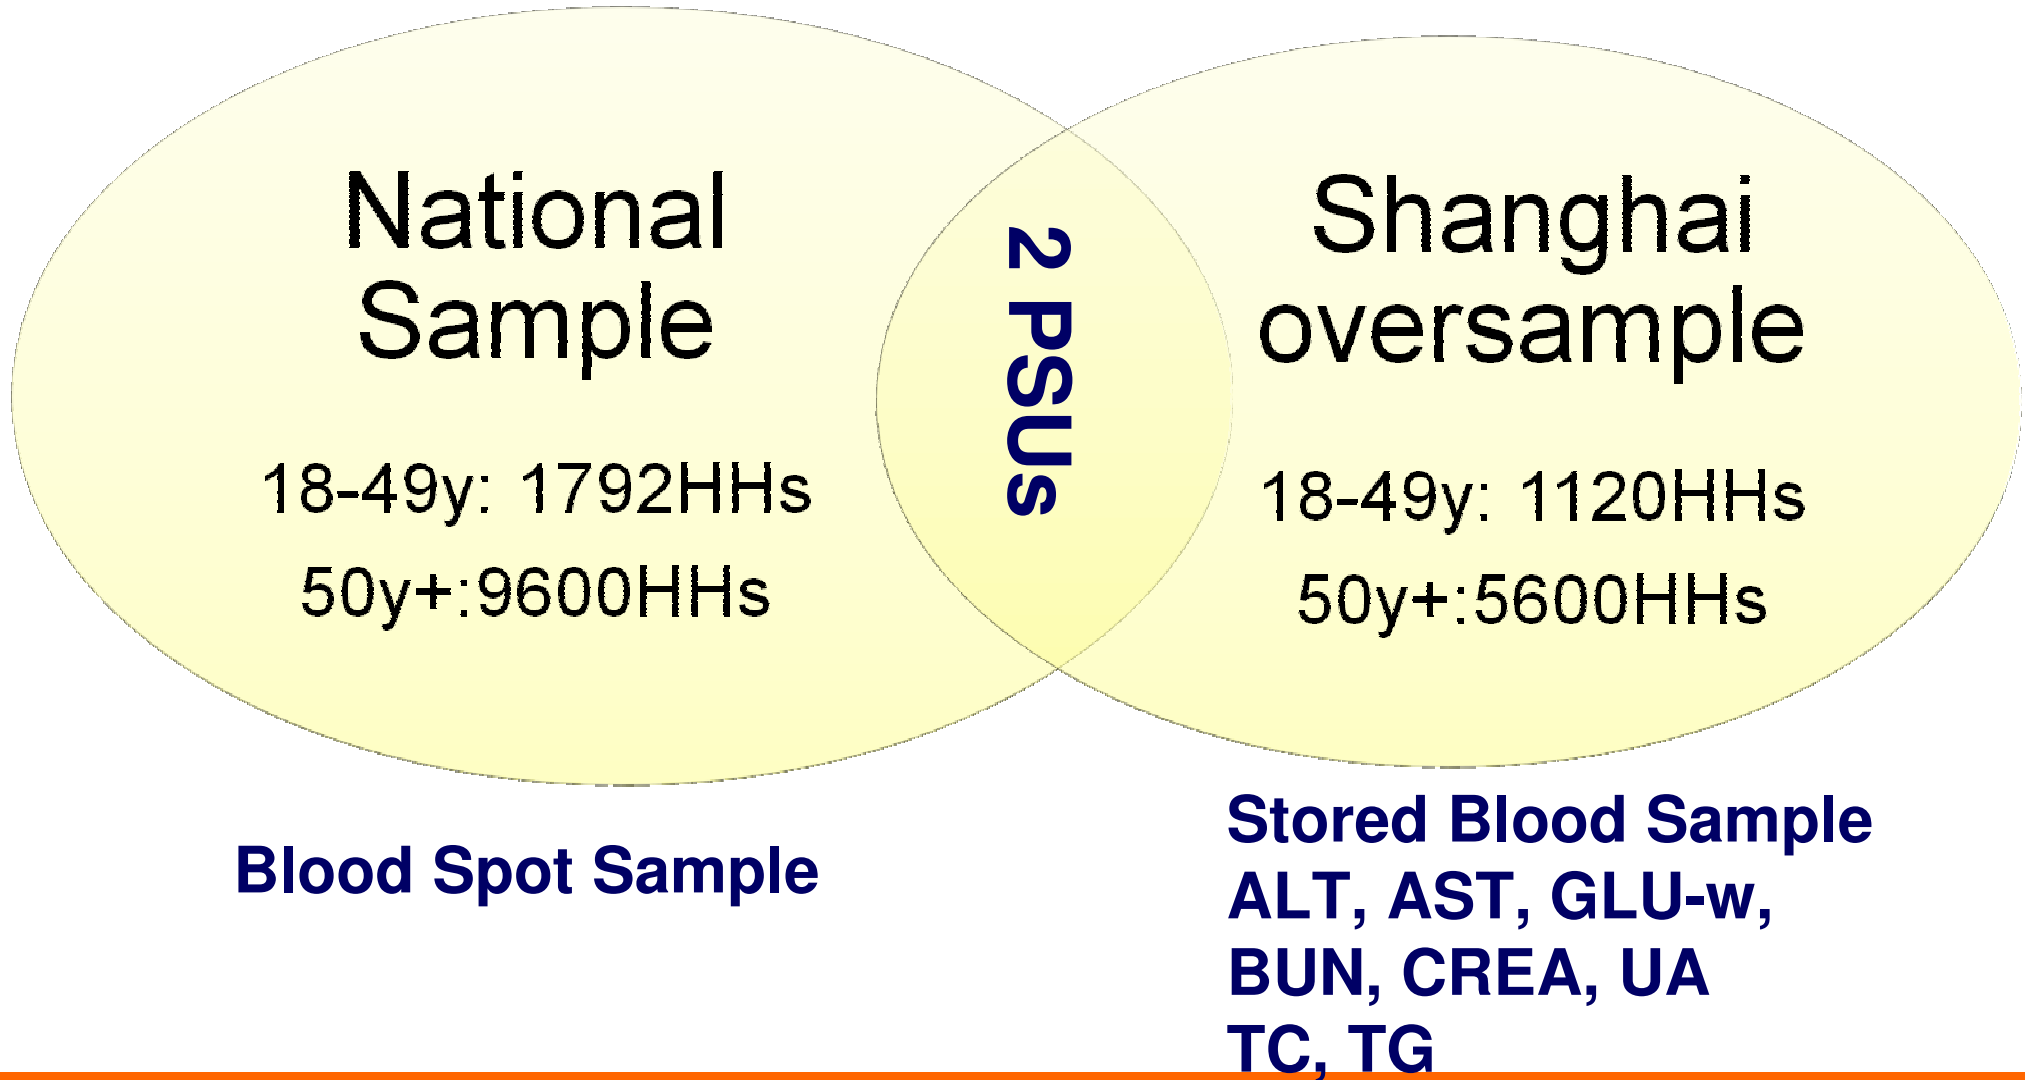 National
Sample
18-49y: 1792HHs
50y+:9600HHs
2 PSUs
Shanghai
oversample
18-49y: 1120HHs
50y+:5600HHs
Blood Spot Sample
Stored Blood Sample
ALT, AST, GLU-w,
BUN, CREA, UA
TC, TG